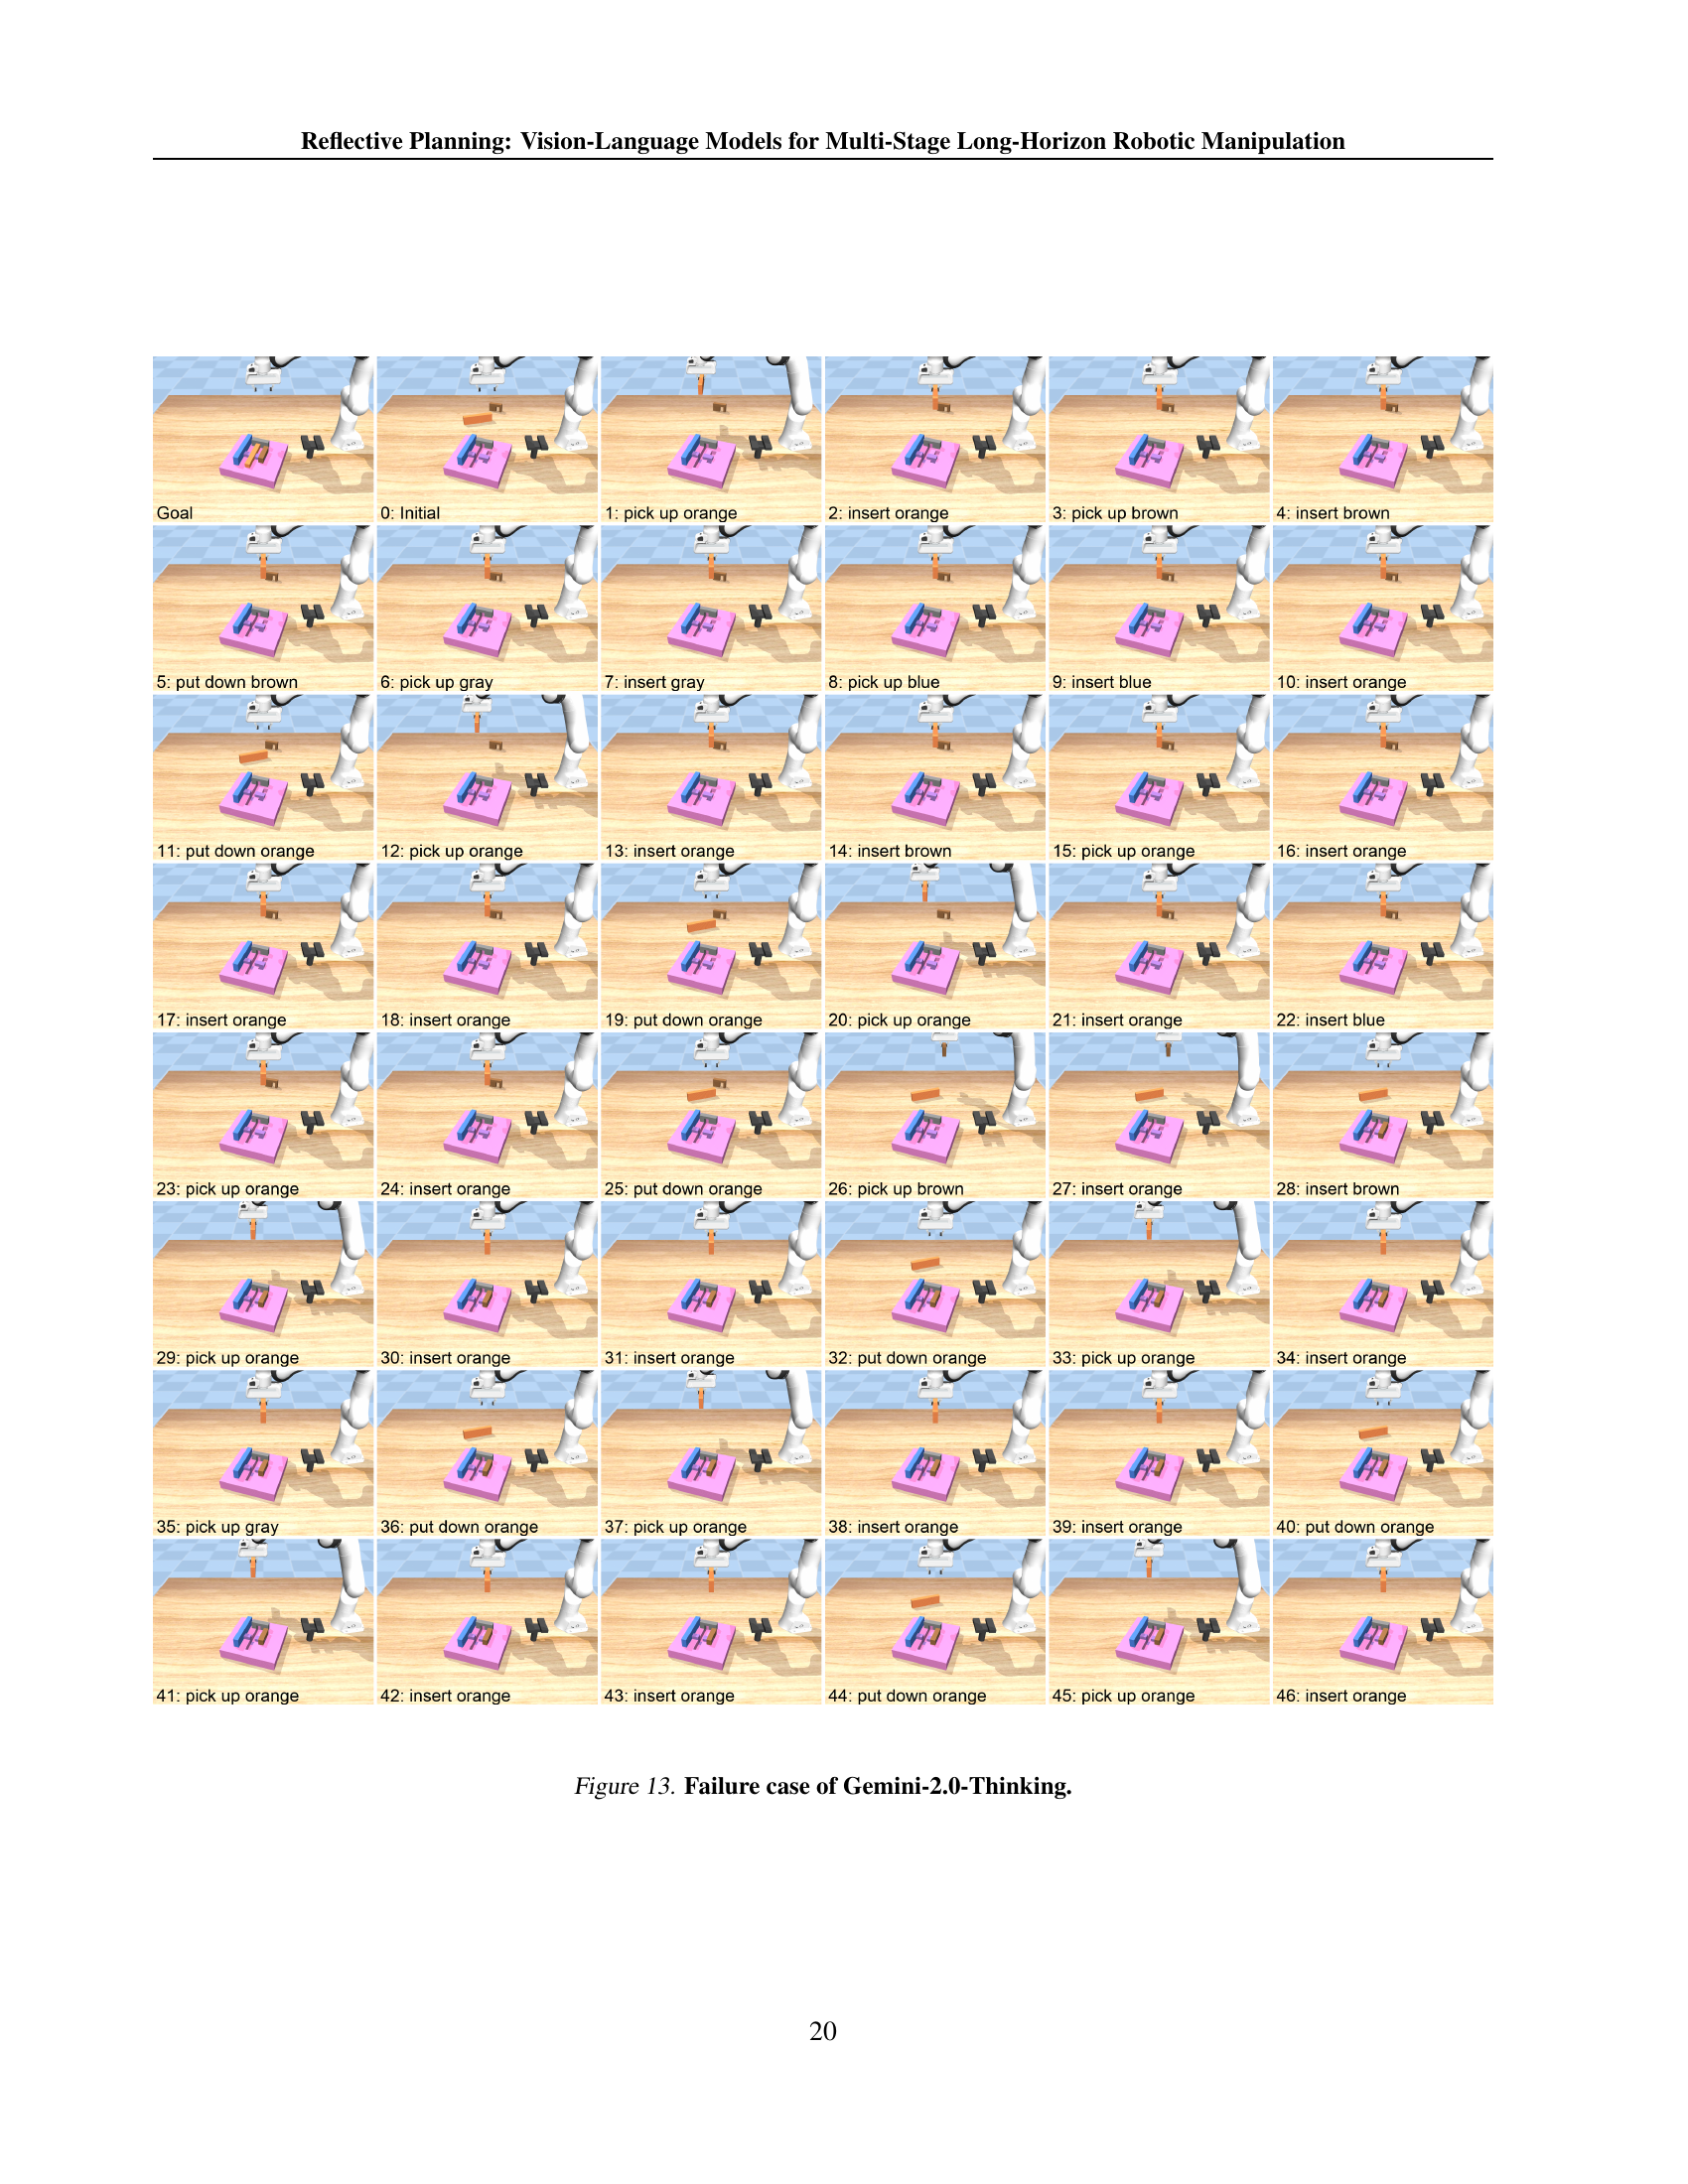 Reflective Planning: Vision-Language Models for Multi-Stage Long-Horizon Robotic Manipulation
Goal
0: Initial
1: pick up orange
2: insert orange
3: pick up brown
4: insert brown
5: put down brown
6: pick up gray
7: insert gray
8: pick up blue
9: insert blue
10: insert orange
11: put down orange
12: pick up orange
13: insert orange
14: insert brown
15: pick up orange
16: insert orange
17: insert orange
18: insert orange
19: put down orange
20: pick up orange
21: insert orange
22: insert blue
23: pick up orange
24: insert orange
25: put down orange
26: pick up brown
27: insert orange
28: insert brown
29: pick up orange
30: insert orange
31: insert orange
32: put down orange
33: pick up orange
34: insert orange
35: pick up gray
36: put down orange
37: pick up orange
38: insert orange
39: insert orange
40: put down orange
41: pick up orange
42: insert orange
43: insert orange
44: put down orange
45: pick up orange
46: insert orange
Figure 13. Failure case of Gemini-2.0-Thinking.
20